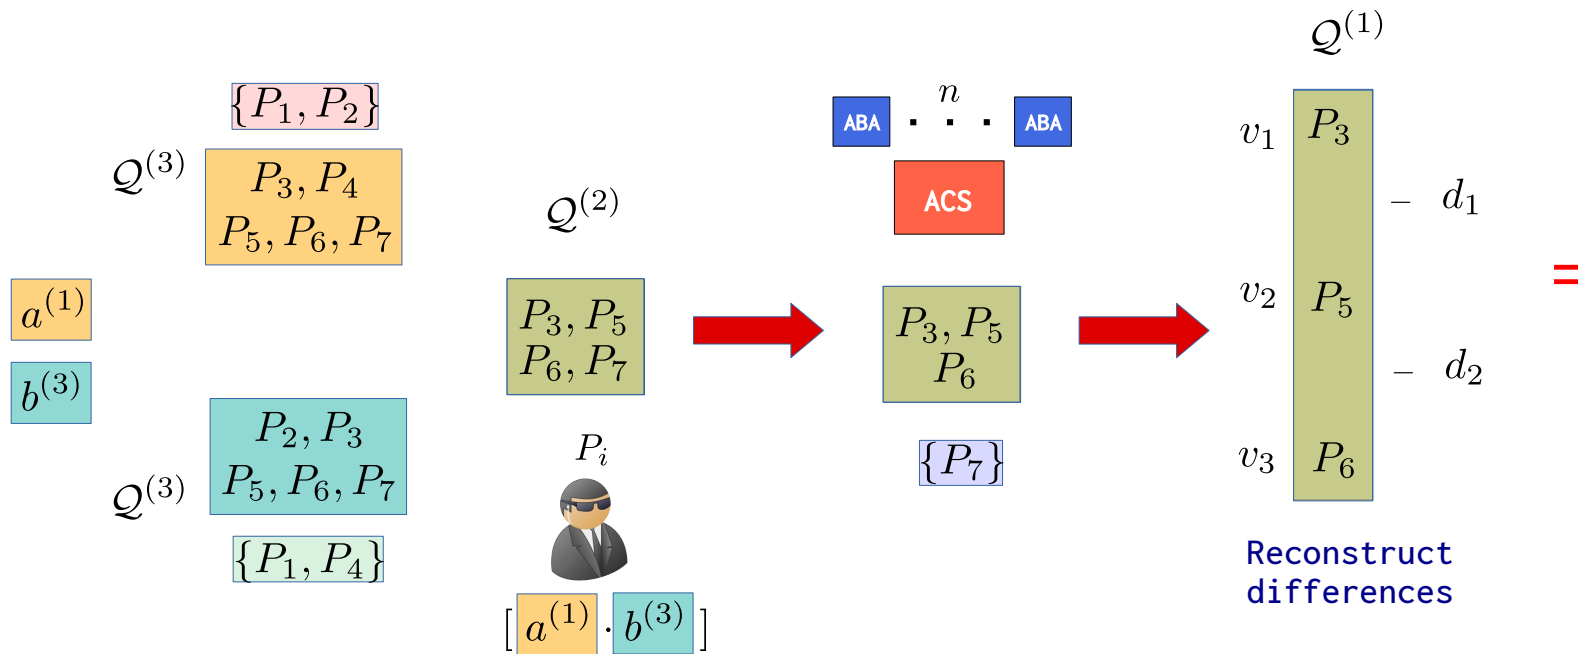 {P₁, P₂}
𝒬⁽³⁾
P₃, P₄
P₅, P₆, P₇
a⁽¹⁾
b⁽³⁾
P₂, P₃
P₅, P₆, P₇
𝒬⁽³⁾
{P₁, P₄}
𝒬⁽²⁾
P₃, P₅
P₆, P₇
Pᵢ
[ a⁽¹⁾ · b⁽³⁾ ]
n
ABA · · · ABA
ACS
P₃, P₅
P₆
{P₇}
𝒬⁽¹⁾
v₁ P₃
– d₁
v₂ P₅
– d₂
v₃ P₆
Reconstruct
differences
=